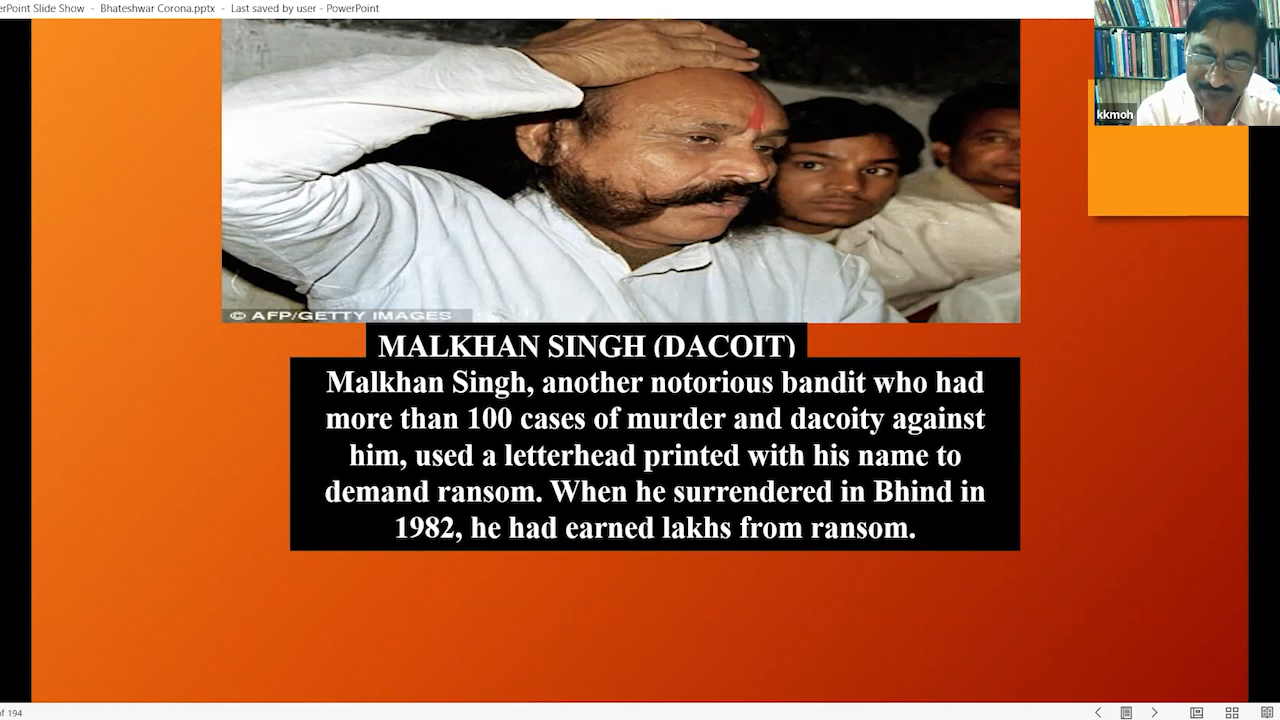 erPoint Slide Show - Bhateshwar Corona.pptx - Last saved by user - PowerPoint
kkmoh
© AFP/GETTY IMAGES
MALKHAN SINGH (DACOIT)
Malkhan Singh, another notorious bandit who had
more than 100 cases of murder and dacoity against
him, used a letterhead printed with his name to
demand ransom. When he surrendered in Bhind in
1982, he had earned lakhs from ransom.
of 194